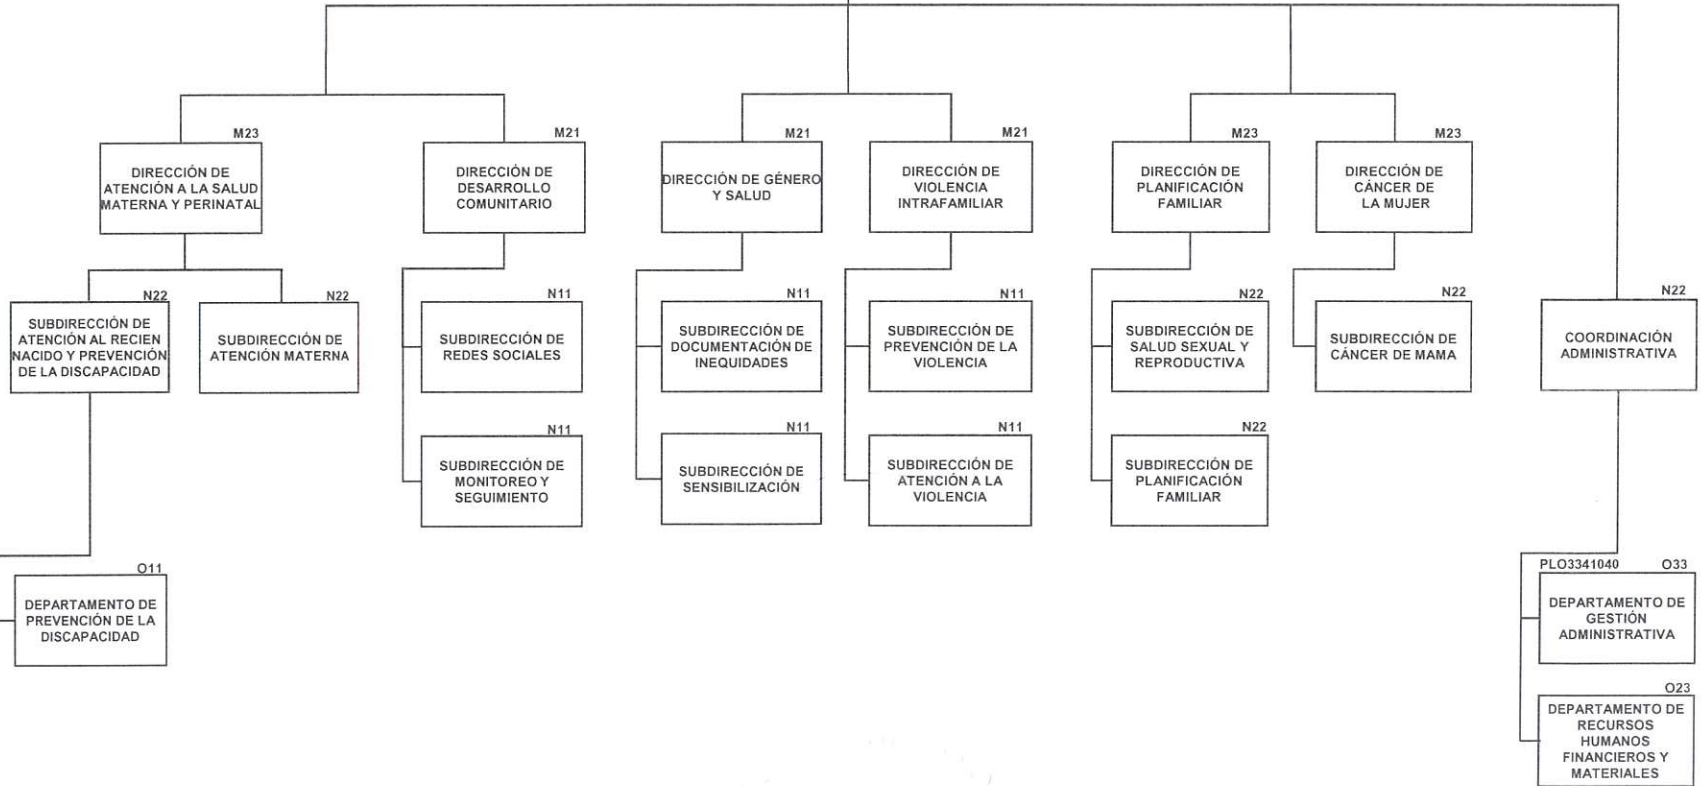 M23
DIRECCIÓN DE
ATENCIÓN A LA SALUD
MATERNA Y PERINATAL
M21
DIRECCIÓN DE
DESARROLLO
COMUNITARIO
M21
DIRECCIÓN DE GÉNERO
Y SALUD
M21
DIRECCIÓN DE
VIOLENCIA
INTRAFAMILIAR
M23
DIRECCIÓN DE
PLANIFICACIÓN
FAMILIAR
M23
DIRECCIÓN DE
CÁNCER DE
LA MUJER
N22
SUBDIRECCIÓN DE
ATENCIÓN AL RECIEN
NACIDO Y PREVENCIÓN
DE LA DISCAPACIDAD
N22
SUBDIRECCIÓN DE
ATENCIÓN MATERNA
N11
SUBDIRECCIÓN DE
REDES SOCIALES
N11
SUBDIRECCIÓN DE
DOCUMENTACIÓN DE
INEQUIDADES
N11
SUBDIRECCIÓN DE
PREVENCIÓN DE LA
VIOLENCIA
N22
SUBDIRECCIÓN DE
SALUD SEXUAL Y
REPRODUCTIVA
N22
SUBDIRECCIÓN DE
CÁNCER DE MAMA
N22
COORDINACIÓN
ADMINISTRATIVA
N11
SUBDIRECCIÓN DE
MONITOREO Y
SEGUIMIENTO
N11
SUBDIRECCIÓN DE
SENSIBILIZACIÓN
N11
SUBDIRECCIÓN DE
ATENCIÓN A LA
VIOLENCIA
N22
SUBDIRECCIÓN DE
PLANIFICACIÓN
FAMILIAR
O11
DEPARTAMENTO DE
PREVENCIÓN DE LA
DISCAPACIDAD
PLO3341040 O33
DEPARTAMENTO DE
GESTIÓN
ADMINISTRATIVA
O23
DEPARTAMENTO DE
RECURSOS
HUMANOS
FINANCIEROS Y
MATERIALES